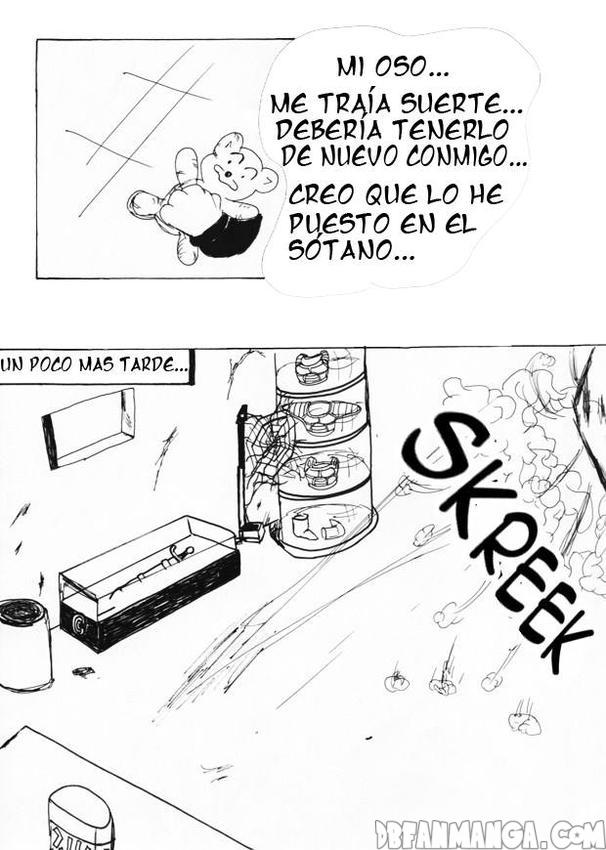 MI OSO...
ME TRAÍA SUERTE...
DEBERÍA TENERLO
DE NUEVO CONMIGO...
CREO QUE LO HE
PUESTO EN EL
SÓTANO...
UN POCO MAS TARDE...
SKREEK
C
DBFANMANGA.COM